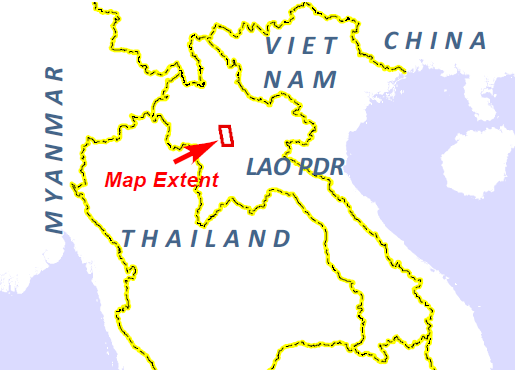 VIET
NAM
CHINA
MYANMAR
Map Extent
LAO PDR
THAILAND